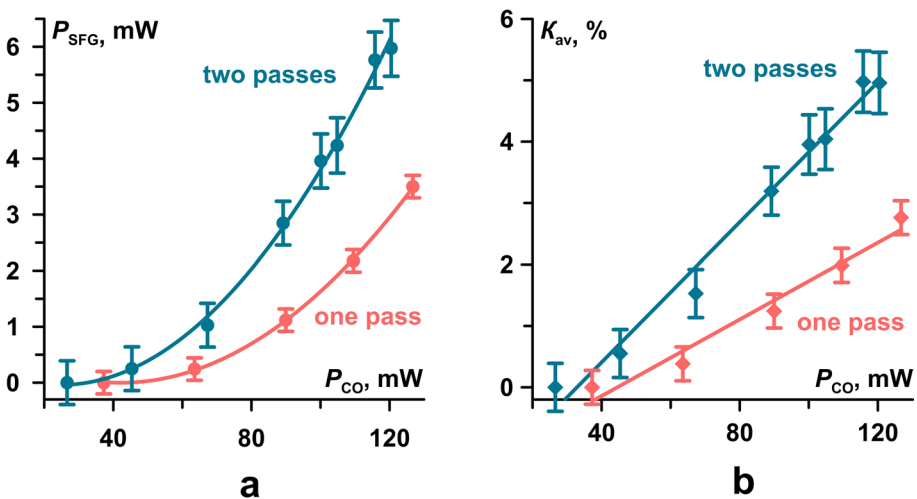 P_SFG, mW
6
5
4
3
2
1
0
two passes
one pass
P_CO, mW
40
80
120
a
K_av, %
6
4
2
0
two passes
one pass
P_CO, mW
40
80
120
b